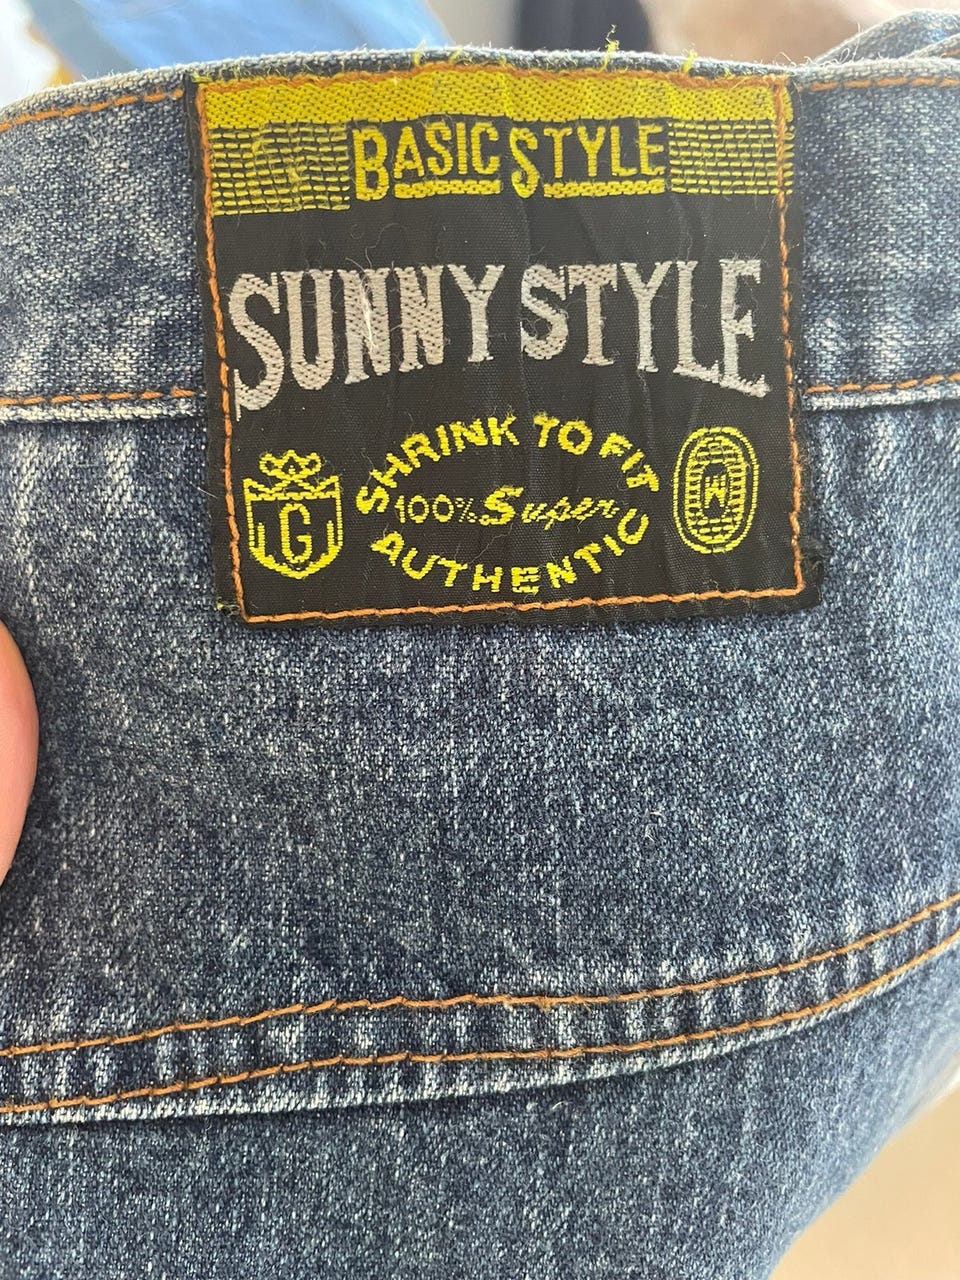 BASIC STYLE
SUNNY STYLE
SHRINK TO FIT
100% Super
AUTHENTIC
G
W